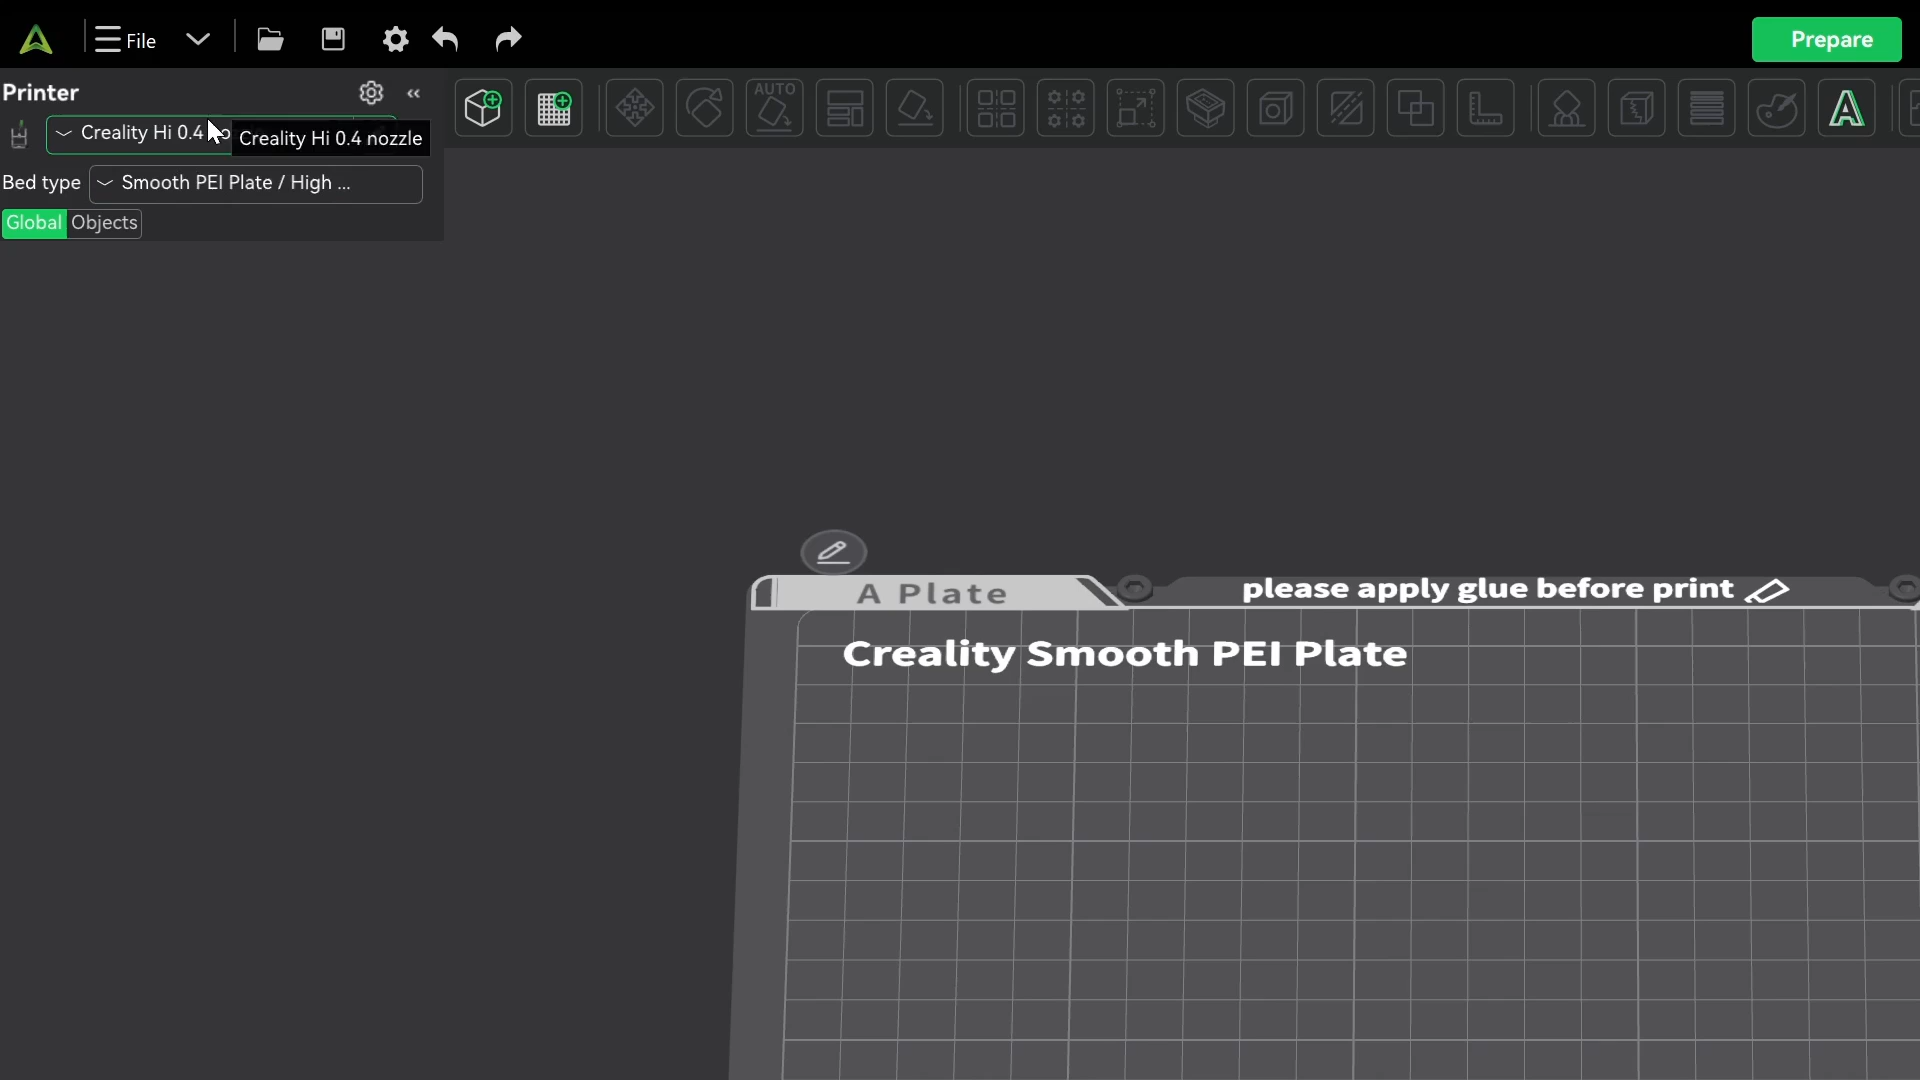 File
Prepare
Printer
AUTO
Creality Hi 0.4 no
Creality Hi 0.4 nozzle
Bed type
Smooth PEI Plate / High ...
Global
Objects
A Plate
please apply glue before print
Creality Smooth PEI Plate